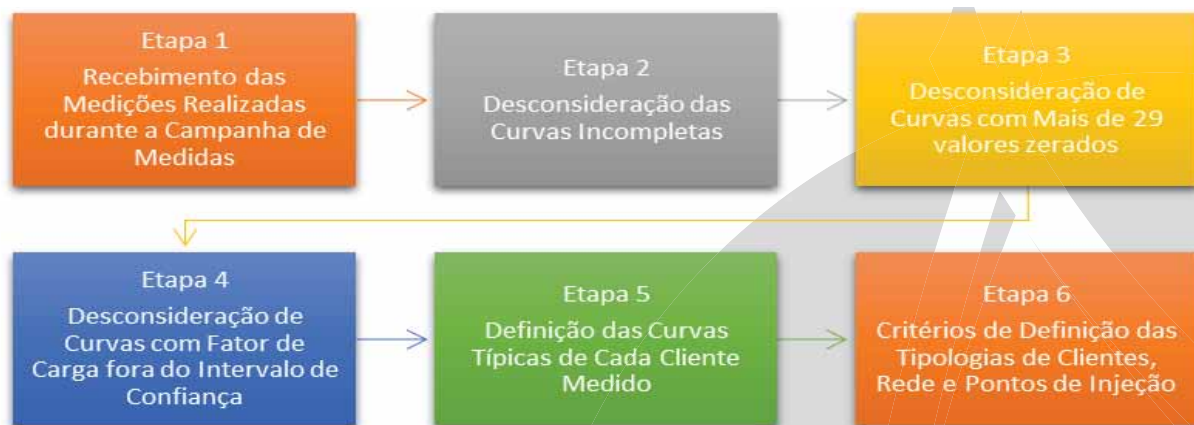 Etapa 1
Recebimento das
Medições Realizadas
durante a Campanha de
Medidas
Etapa 2
Desconsideração das
Curvas Incompletas
Etapa 3
Desconsideração de
Curvas com Mais de 29
valores zerados
Etapa 4
Desconsideração de
Curvas com Fator de
Carga fora do Intervalo de
Confiança
Etapa 5
Definição das Curvas
Típicas de Cada Cliente
Medido
Etapa 6
Critérios de Definição das
Tipologias de Clientes,
Rede e Pontos de Injeção